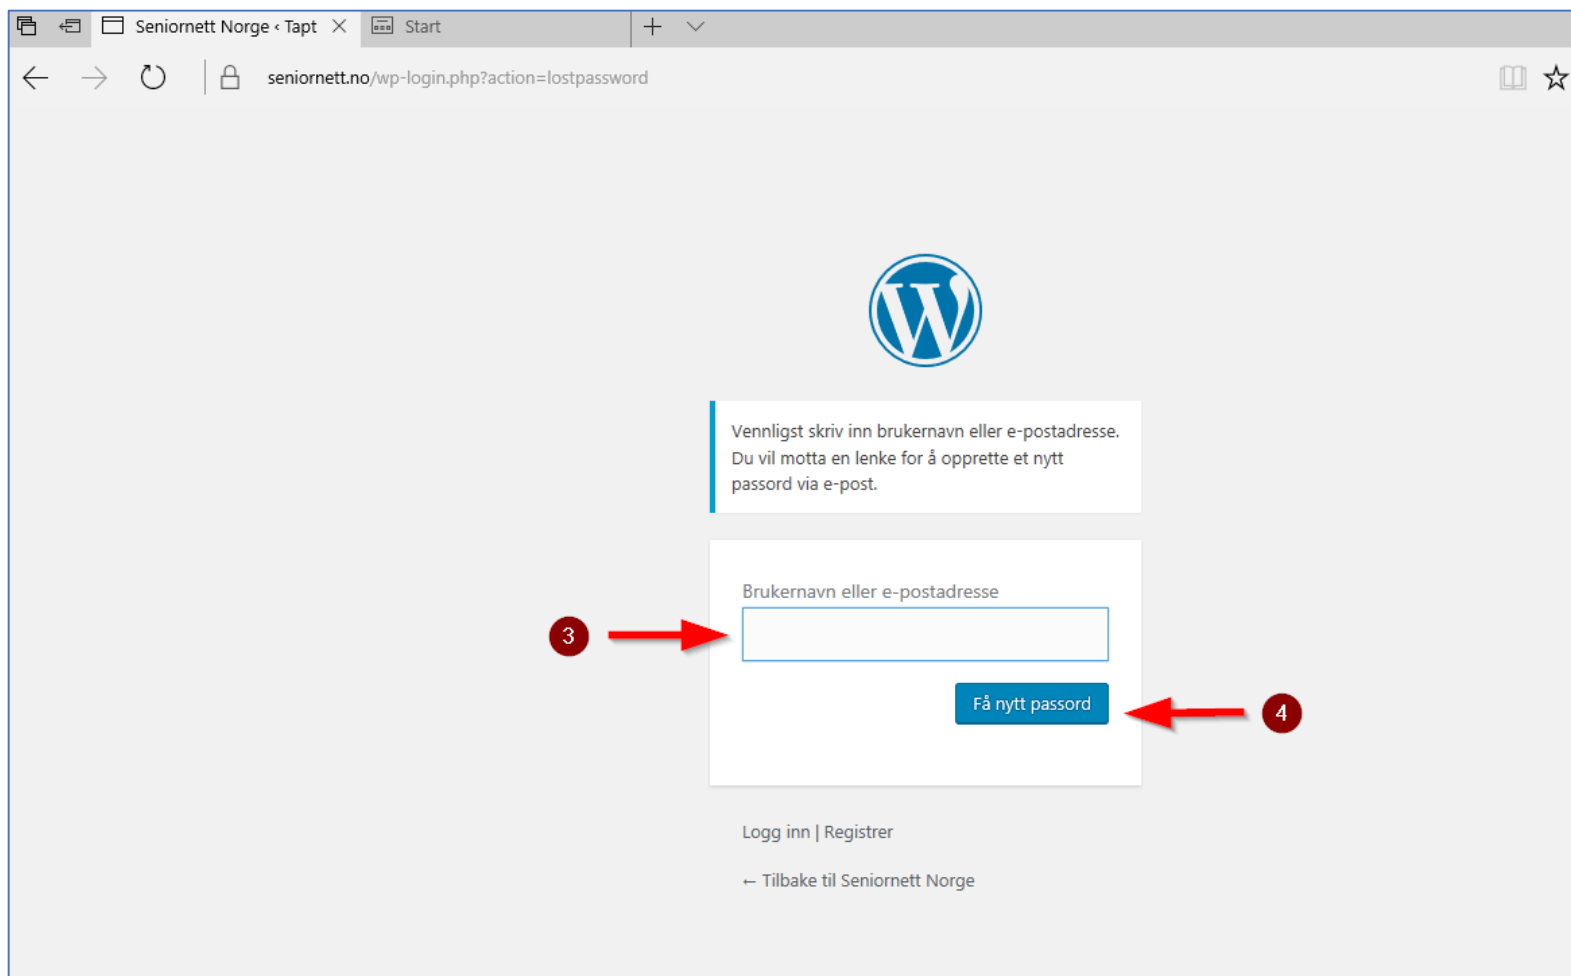 Seniornett Norge ‹ Tapt
Start
seniornett.no/wp-login.php?action=lostpassword
Vennligst skriv inn brukernavn eller e-postadresse.
Du vil motta en lenke for å opprette et nytt
passord via e-post.
Brukernavn eller e-postadresse
3
Få nytt passord
4
Logg inn | Registrer
← Tilbake til Seniornett Norge